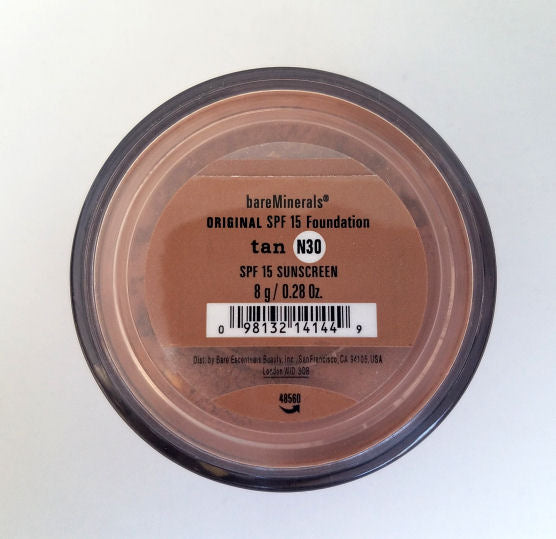 bareMinerals®
ORIGINAL SPF 15 Foundation
tan N30
SPF 15 SUNSCREEN
8 g / 0.28 Oz.
0 98132 14144 9
Dist. by Bare Escentuals Beauty, Inc., San Francisco, CA 94105, USA
London W1D 3QB
48560